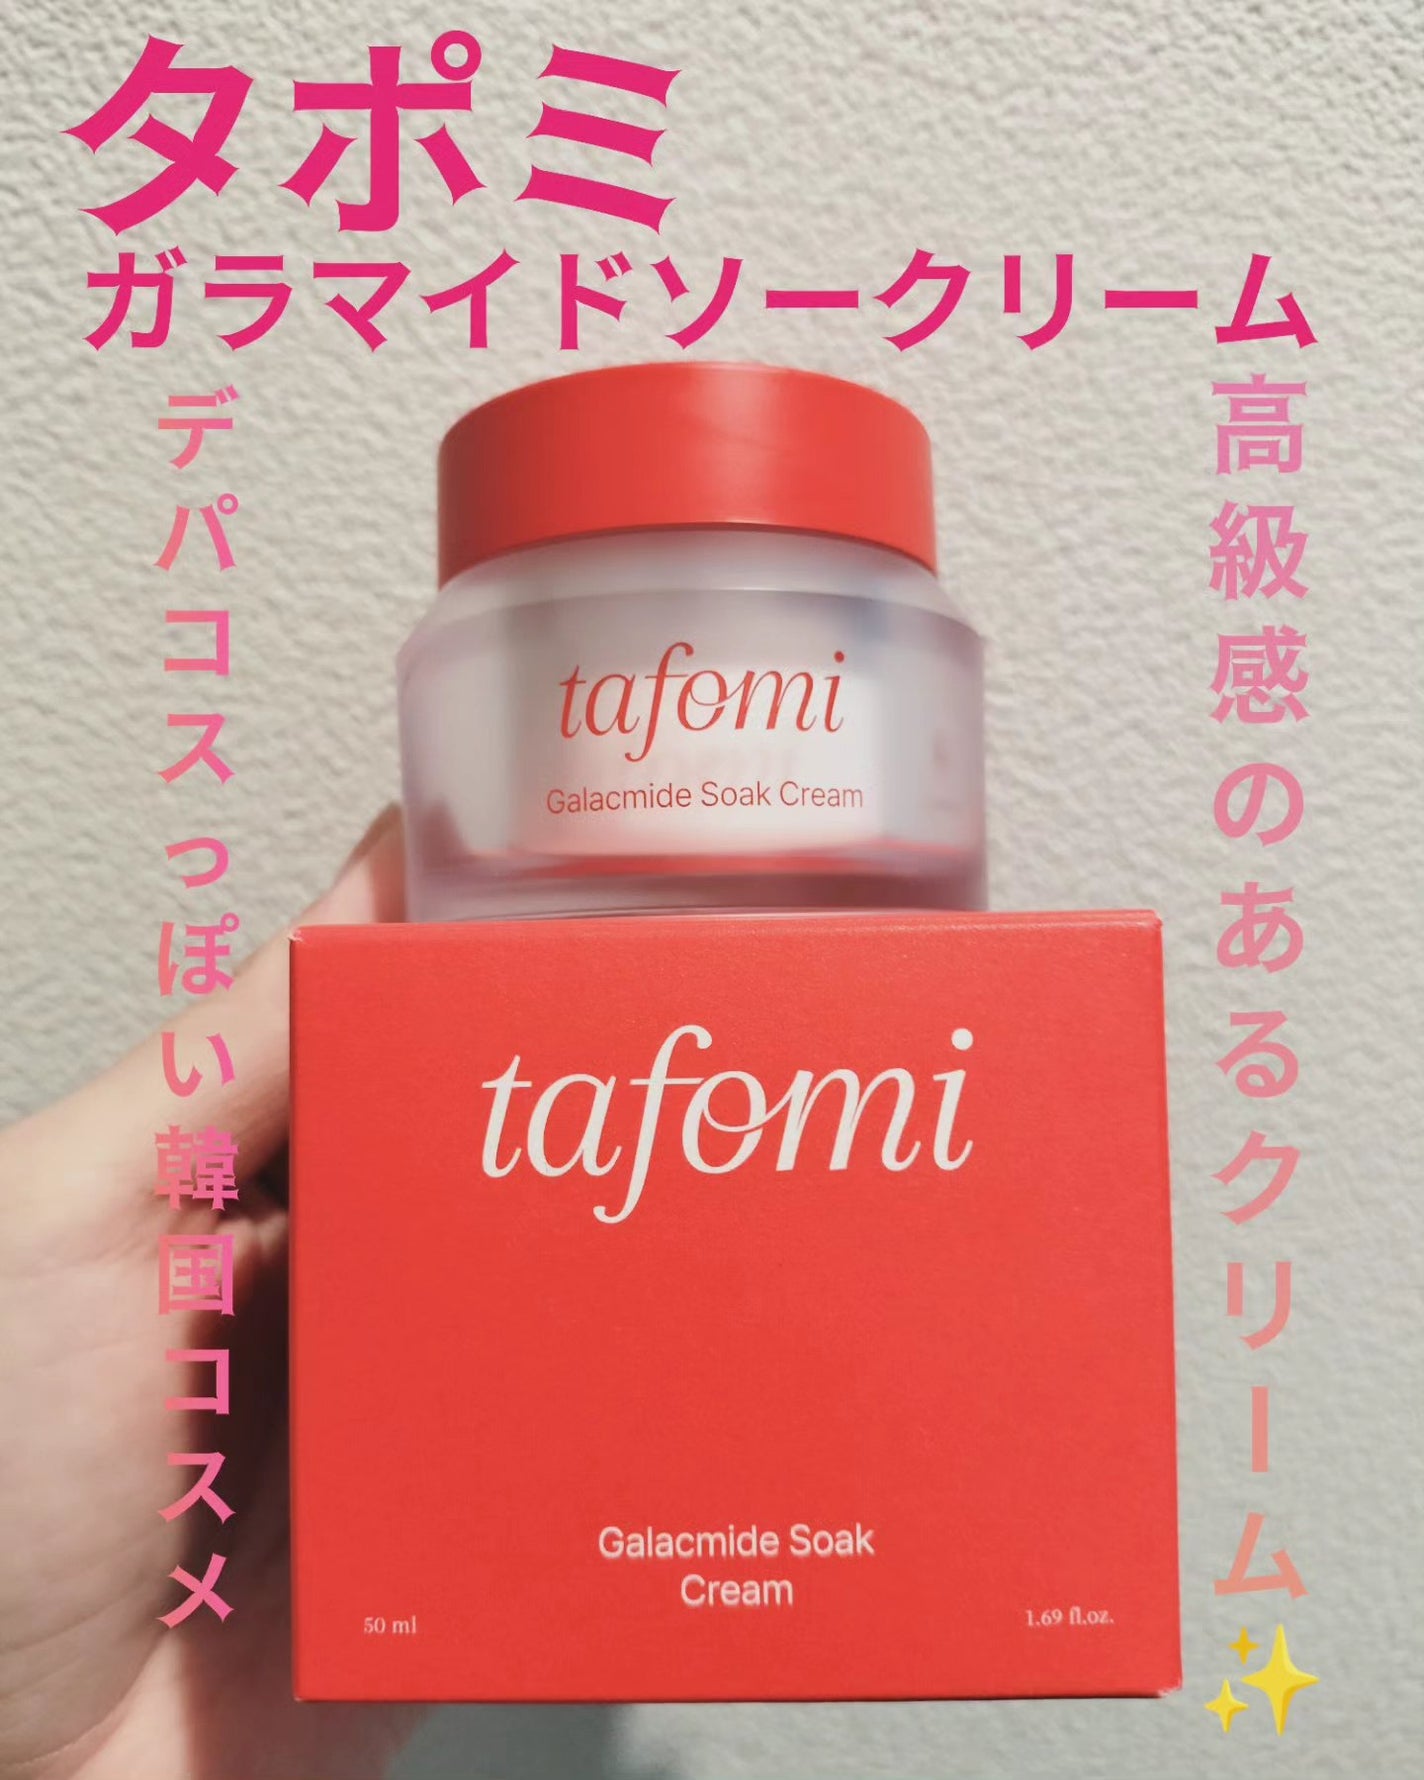 タポミ
ガラマイドソークリーム
高級感のあるクリーム✨
デパコスっぽい韓国コスメ
tafomi
Galacmide Soak Cream
tafomi
Galacmide Soak
Cream
50 ml
1.69 fl.oz.